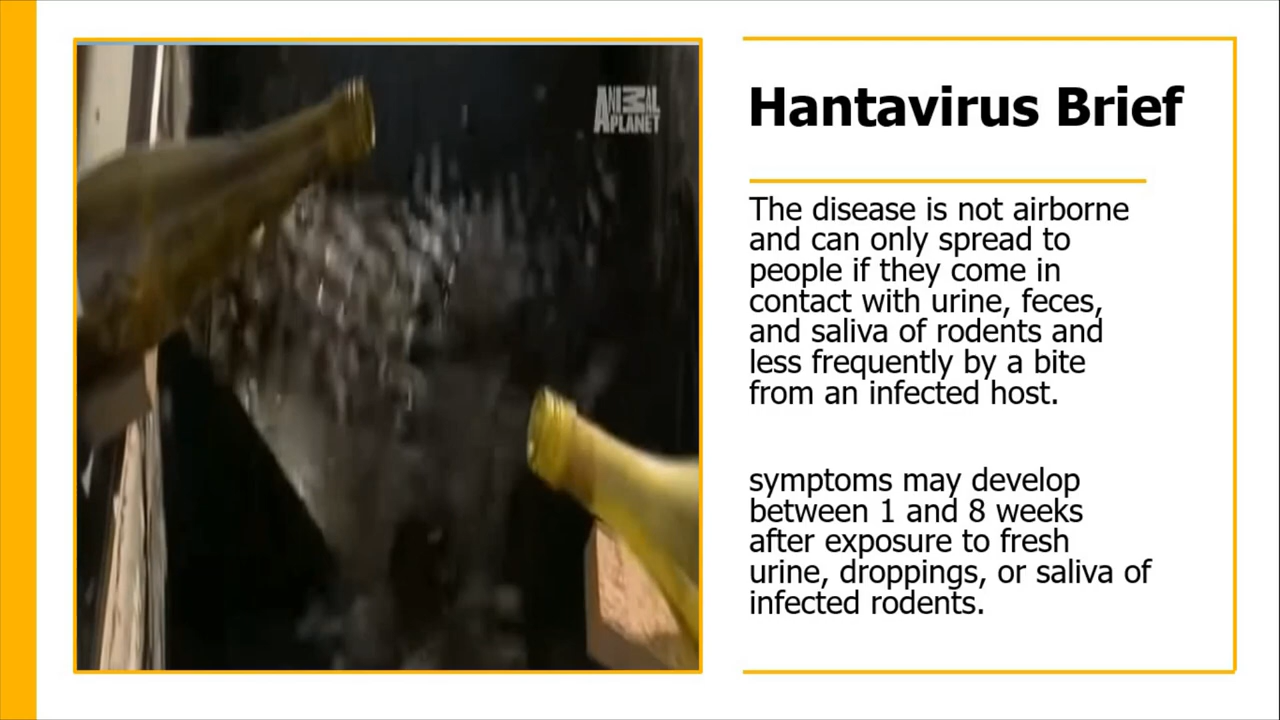 ANIMAL
PLANET
Hantavirus Brief
The disease is not airborne
and can only spread to
people if they come in
contact with urine, feces,
and saliva of rodents and
less frequently by a bite
from an infected host.
symptoms may develop
between 1 and 8 weeks
after exposure to fresh
urine, droppings, or saliva of
infected rodents.